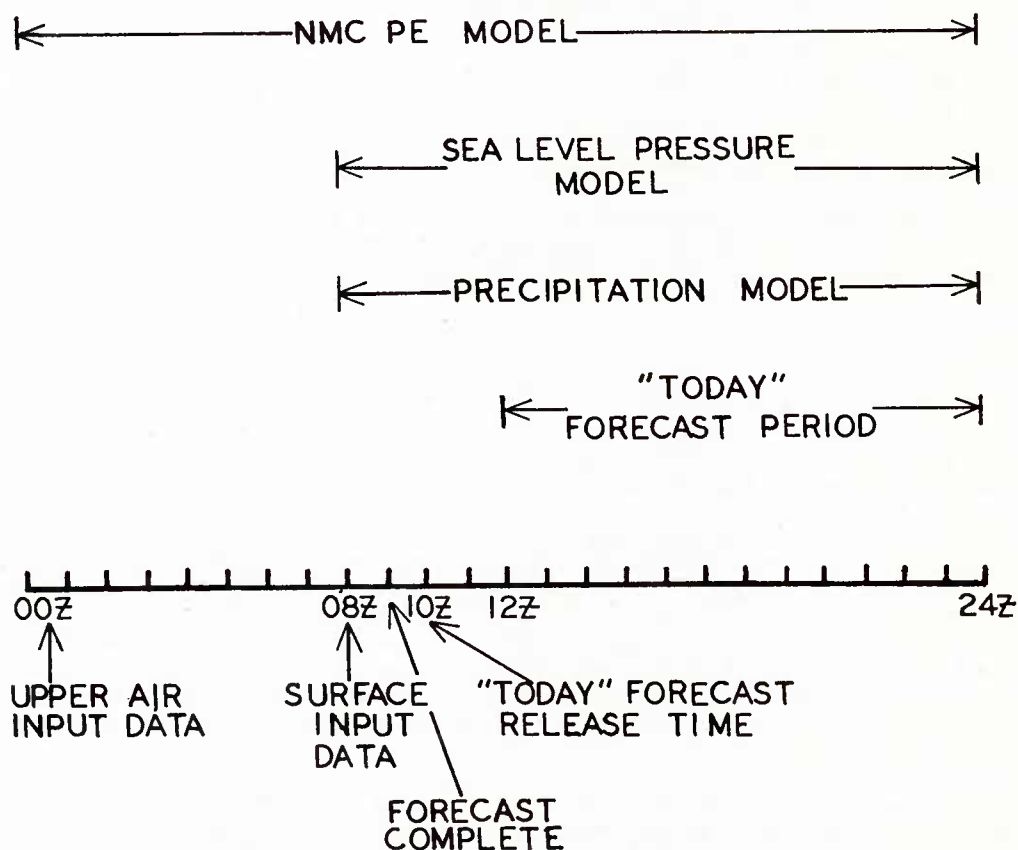 NMC PE MODEL
SEA LEVEL PRESSURE
MODEL
PRECIPITATION MODEL
"TODAY"
FORECAST PERIOD
00Z 08Z 10Z 12Z 24Z
UPPER AIR
INPUT DATA
SURFACE
INPUT
DATA
"TODAY" FORECAST
RELEASE TIME
FORECAST
COMPLETE